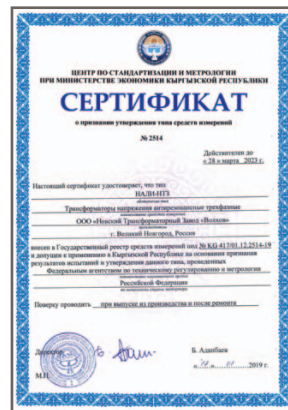 ЦЕНТР ПО СТАНДАРТИЗАЦИИ И МЕТРОЛОГИИ
ПРИ МИНИСТЕРСТВЕ ЭКОНОМИКИ КЫРГЫЗСКОЙ РЕСПУБЛИКИ
СЕРТИФИКАТ
о признании утверждения типа средств измерений
№ 2514
Действителен до
« 28 » марта 2023 г.
Настоящий сертификат удостоверяет, что тип
НАЛИ-НТЗ
Трансформаторы напряжения антирезонансные трехфазные
ООО «Невский Трансформаторный Завод «Волхов»
г. Великий Новгород, Россия
внесен в Государственный реестр средств измерений под № KG 417/01.12.2514-19
и допущен к применению в Кыргызской Республике на основании признания
результатов испытаний и утверждения данного типа, проведенных
Федеральным агентством по техническому регулированию и метрологии
Российской Федерации
Поверку проводить при выпуске из производства и после ремонта
Директор
Б. Аданбаев
М.П.
2019 г.